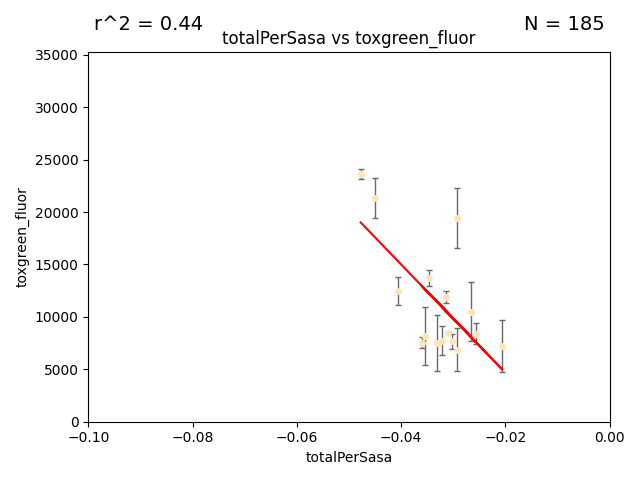 r^2 = 0.44
N = 185
totalPerSasa vs toxgreen_fluor
35000
30000
25000
20000
15000
10000
5000
0
toxgreen_fluor
−0.10
−0.08
−0.06
−0.04
−0.02
0.00
totalPerSasa